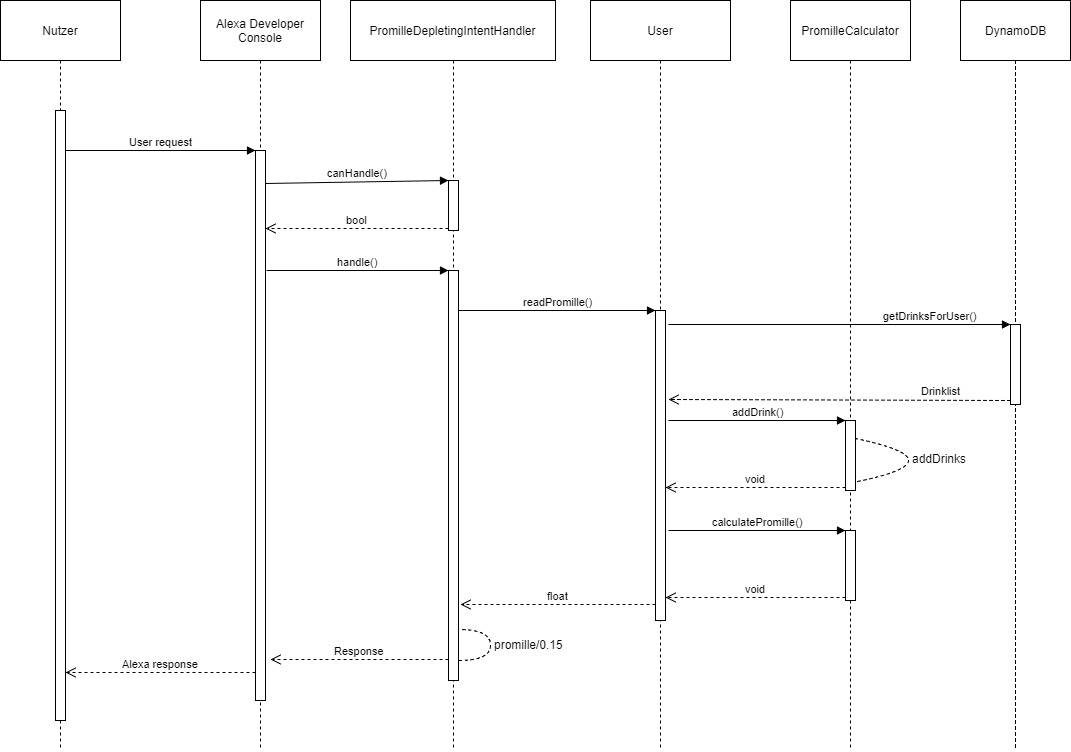 Nutzer
Alexa Developer
Console
PromilleDepletingIntentHandler
User
PromilleCalculator
DynamoDB
User request
canHandle()
bool
handle()
readPromille()
getDrinksForUser()
Drinklist
addDrink()
addDrinks
void
calculatePromille()
void
float
promille/0.15
Response
Alexa response